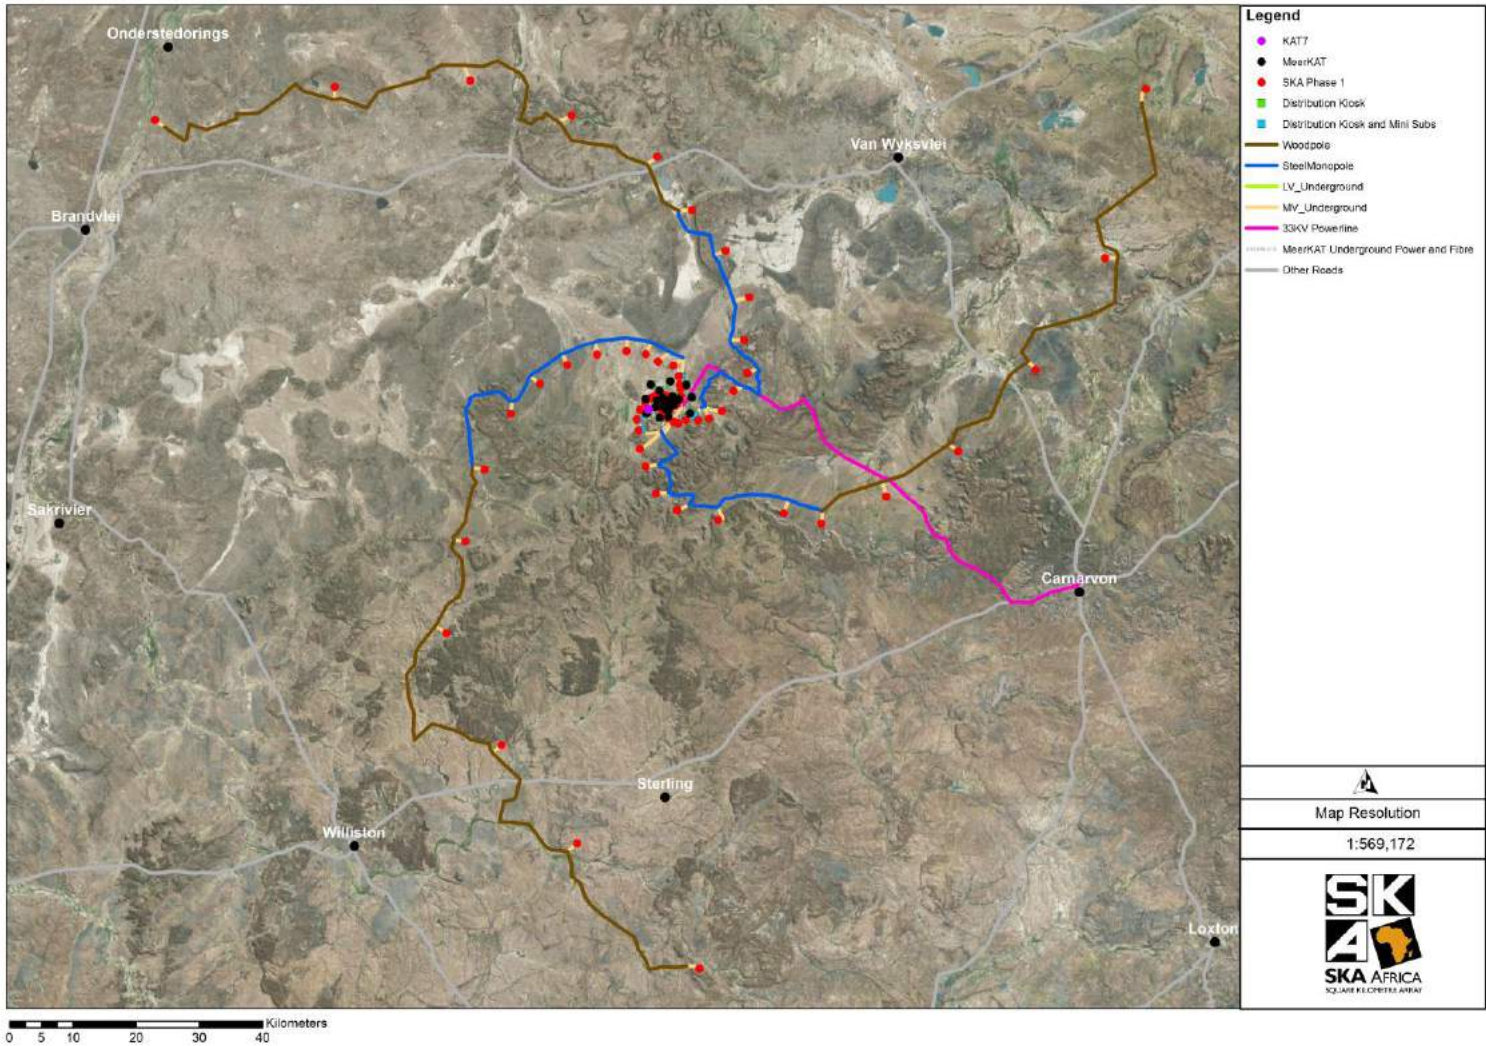 Onderstedorings
Van Wyksvlei
Brandvlei
Sakrivier
Carnarvon
Sterling
Williston
Loxton
Legend
KAT7
MeerKAT
SKA Phase 1
Distribution Kiosk
Distribution Kiosk and Mini Subs
Woodpole
SteelMonopole
LV_Underground
MV_Underground
33KV Powerline
MeerKAT Underground Power and Fibre
Other Roads
Map Resolution
1:569,172
SK
A
SKA AFRICA
SQUARE KILOMETRE ARRAY
Kilometers
0 5 10 20 30 40